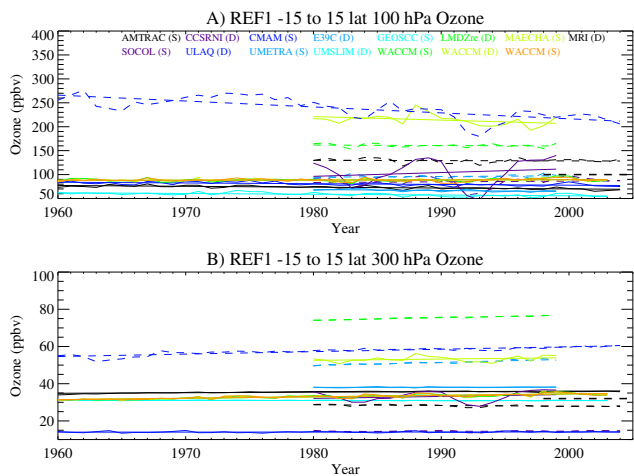 A) REF1 -15 to 15 lat 100 hPa Ozone
AMTRAC (S) CCSRNI (D) CMAM (S) E39C (D) GEOSCC (S) LMDZre (D) MAECHA (S) MRI (D)
SOCOL (S) ULAQ (D) UMETRA (S) UMSLIM (D) WACCM (S) WACCM (D) WACCM (S)
Ozone (ppbv)
400
350
300
250
200
150
100
50
1960 1970 1980 1990 2000
Year
B) REF1 -15 to 15 lat 300 hPa Ozone
Ozone (ppbv)
100
80
60
40
20
1960 1970 1980 1990 2000
Year